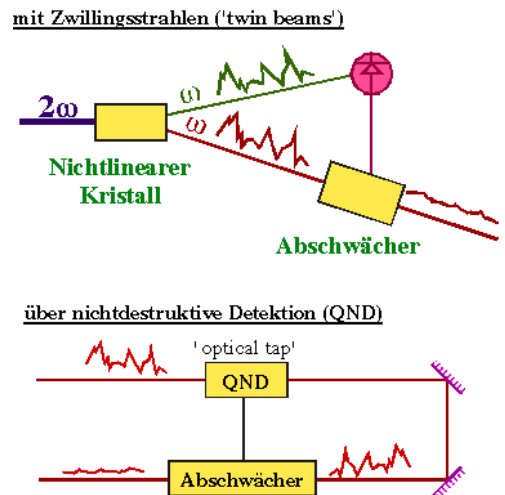 mit Zwillingsstrahlen ('twin beams')
2ω
ω
ω
Nichtlinearer
Kristall
Abschwächer
über nichtdestruktive Detektion (QND)
'optical tap'
QND
Abschwächer